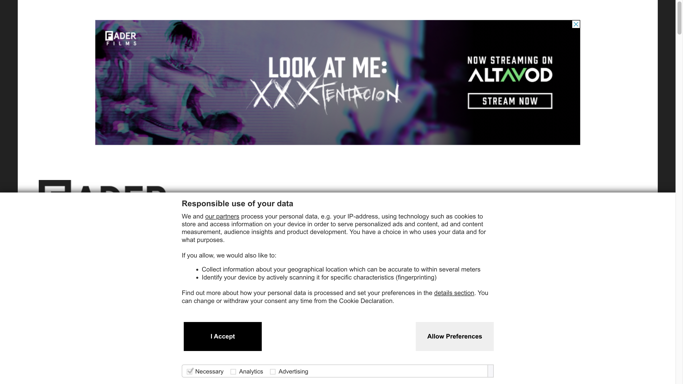 FADER
FILMS
LOOK AT ME:
XXXTENTACION
NOW STREAMING ON
ALTAVOD
STREAM NOW
FADER
Responsible use of your data
We and our partners process your personal data, e.g. your IP-address, using technology such as cookies to
store and access information on your device in order to serve personalized ads and content, ad and content
measurement, audience insights and product development. You have a choice in who uses your data and for
what purposes.
If you allow, we would also like to:
• Collect information about your geographical location which can be accurate to within several meters
• Identify your device by actively scanning it for specific characteristics (fingerprinting)
Find out more about how your personal data is processed and set your preferences in the details section. You
can change or withdraw your consent any time from the Cookie Declaration.
I Accept
Allow Preferences
Necessary Analytics Advertising